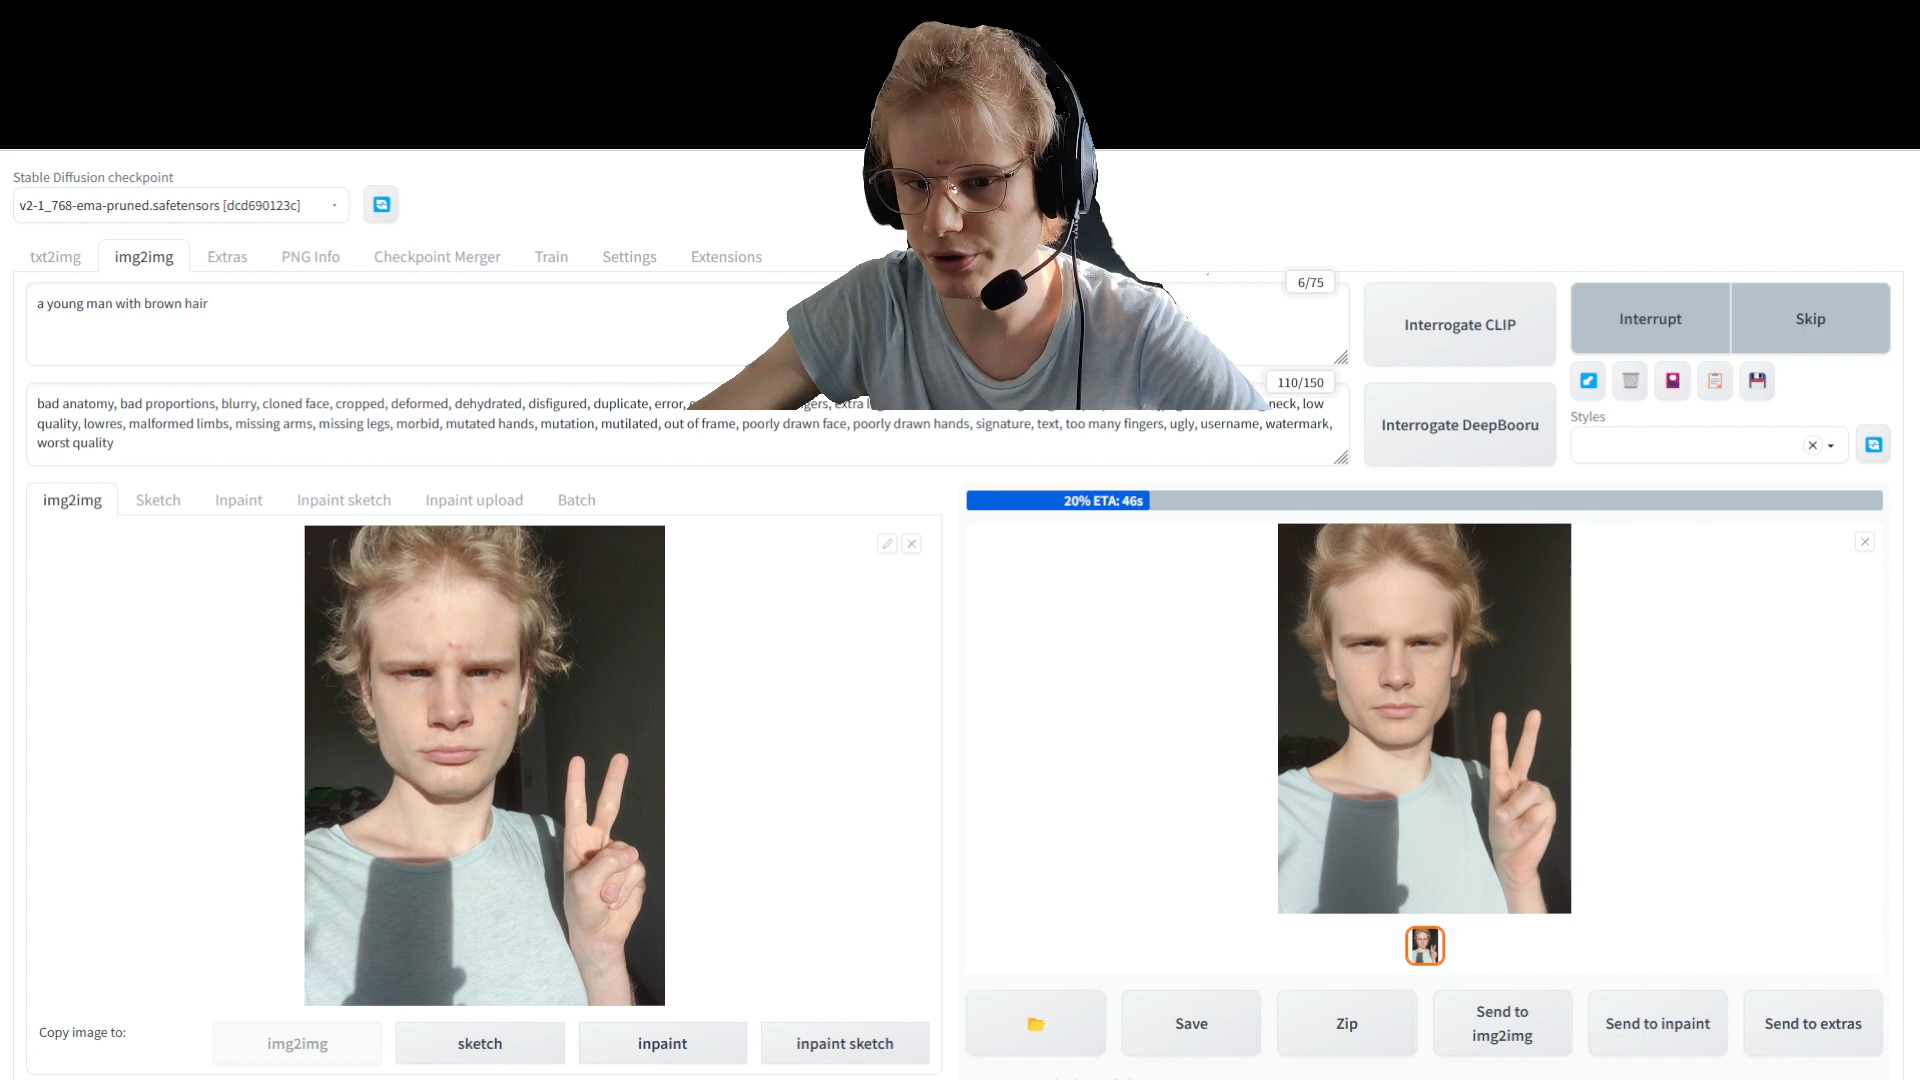 Stable Diffusion checkpoint
v2-1_768-ema-pruned.safetensors [dcd690123c]
txt2img
img2img
Extras
PNG Info
Checkpoint Merger
Train
Settings
Extensions
a young man with brown hair
6/75
Interrogate CLIP
Interrupt
Skip
110/150
bad anatomy, bad proportions, blurry, cloned face, cropped, deformed, dehydrated, disfigured, duplicate, error, neck, low
quality, lowres, malformed limbs, missing arms, missing legs, morbid, mutated hands, mutation, mutilated, out of frame, poorly drawn face, poorly drawn hands, signature, text, too many fingers, ugly, username, watermark,
worst quality
Interrogate DeepBooru
Styles
img2img
Sketch
Inpaint
Inpaint sketch
Inpaint upload
Batch
20% ETA: 46s
Copy image to:
img2img
sketch
inpaint
inpaint sketch
Save
Zip
Send to
img2img
Send to inpaint
Send to extras